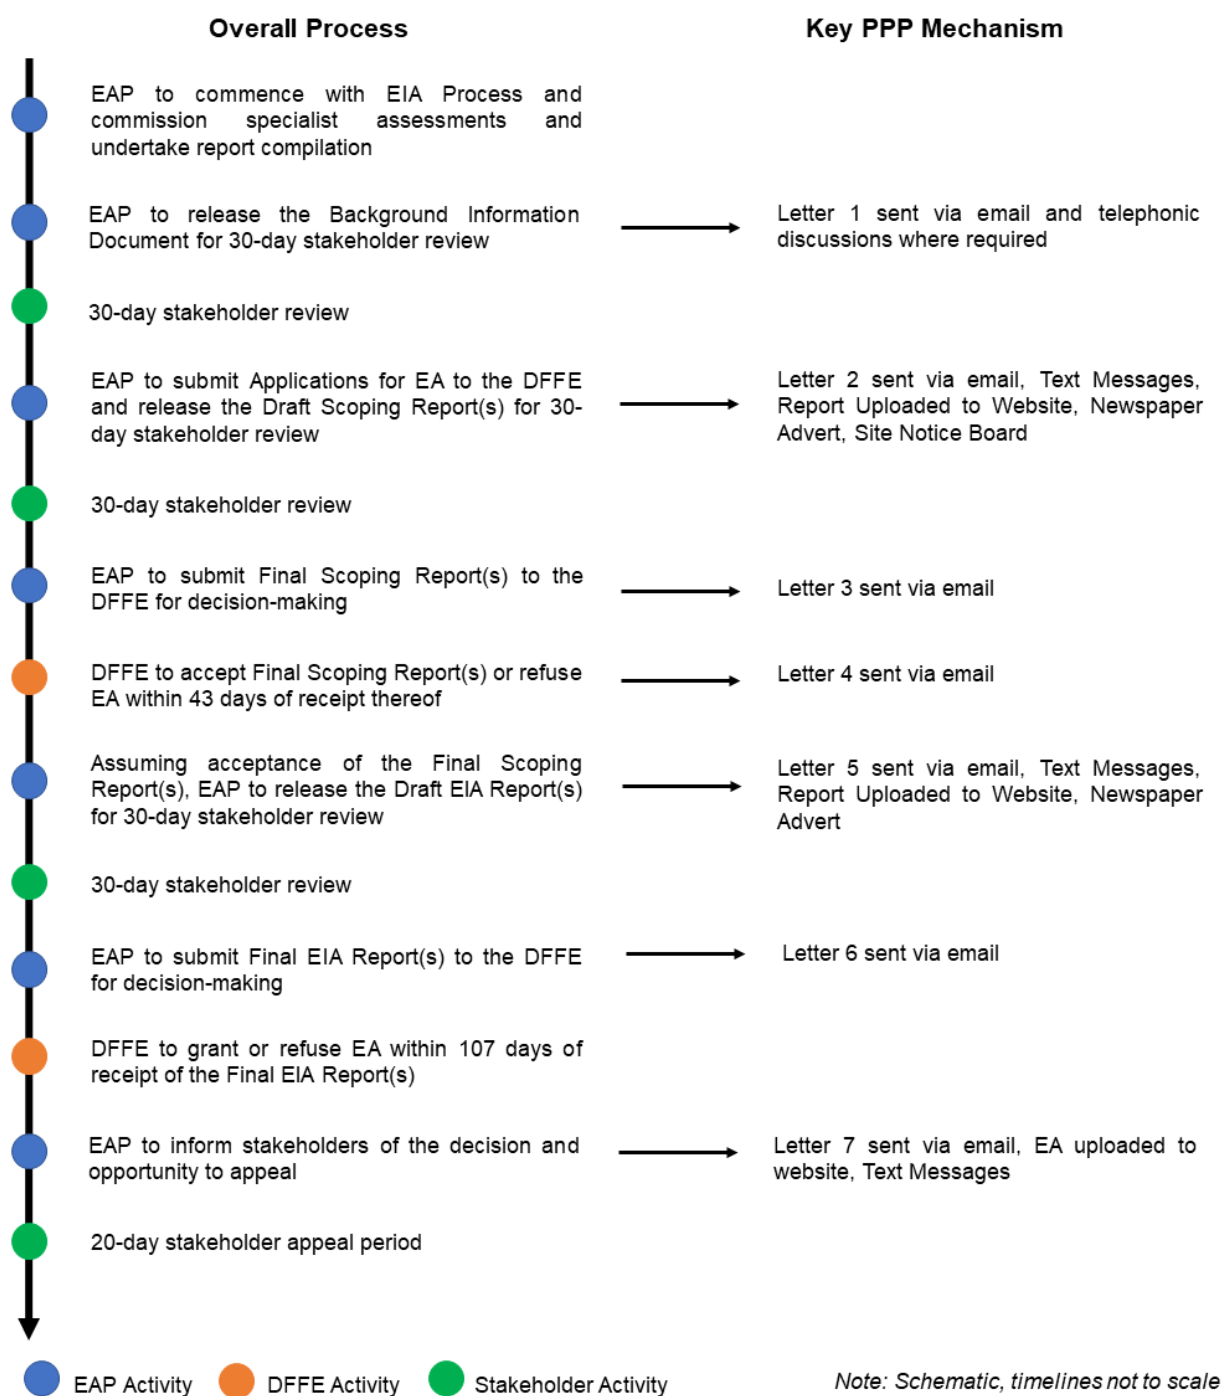 Overall Process
Key PPP Mechanism
EAP to commence with EIA Process and
commission specialist assessments and
undertake report compilation
EAP to release the Background Information
Document for 30-day stakeholder review
Letter 1 sent via email and telephonic
discussions where required
30-day stakeholder review
EAP to submit Applications for EA to the DFFE
and release the Draft Scoping Report(s) for 30-
day stakeholder review
Letter 2 sent via email, Text Messages,
Report Uploaded to Website, Newspaper
Advert, Site Notice Board
30-day stakeholder review
EAP to submit Final Scoping Report(s) to the
DFFE for decision-making
Letter 3 sent via email
DFFE to accept Final Scoping Report(s) or refuse
EA within 43 days of receipt thereof
Letter 4 sent via email
Assuming acceptance of the Final Scoping
Report(s), EAP to release the Draft EIA Report(s)
for 30-day stakeholder review
Letter 5 sent via email, Text Messages,
Report Uploaded to Website, Newspaper
Advert
30-day stakeholder review
EAP to submit Final EIA Report(s) to the DFFE
for decision-making
Letter 6 sent via email
DFFE to grant or refuse EA within 107 days of
receipt of the Final EIA Report(s)
EAP to inform stakeholders of the decision and
opportunity to appeal
Letter 7 sent via email, EA uploaded to
website, Text Messages
20-day stakeholder appeal period
EAP Activity
DFFE Activity
Stakeholder Activity
Note: Schematic, timelines not to scale